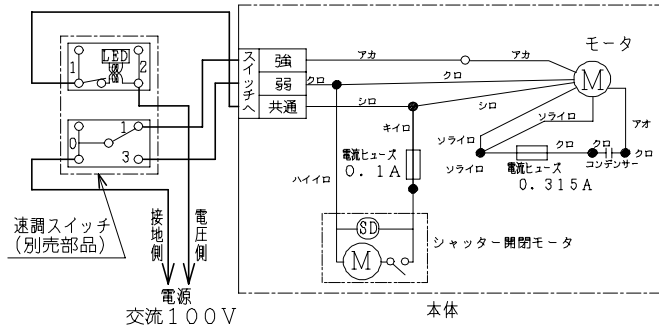 LED
1
2
0
1
3
速調スイッチ
(別売部品)
接地側
電圧側
電源
交流100V
スイッチへ
強
弱
共通
アカ
アカ
クロ
クロ
シロ
シロ
モータ
M
キイロ
電流ヒューズ
0.1A
ハイイロ
SD
M
シャッター開閉モータ
ソライロ
ソライロ
ソライロ
クロ
電流ヒューズ
0.315A
クロ
コンデンサー
クロ
アオ
本体